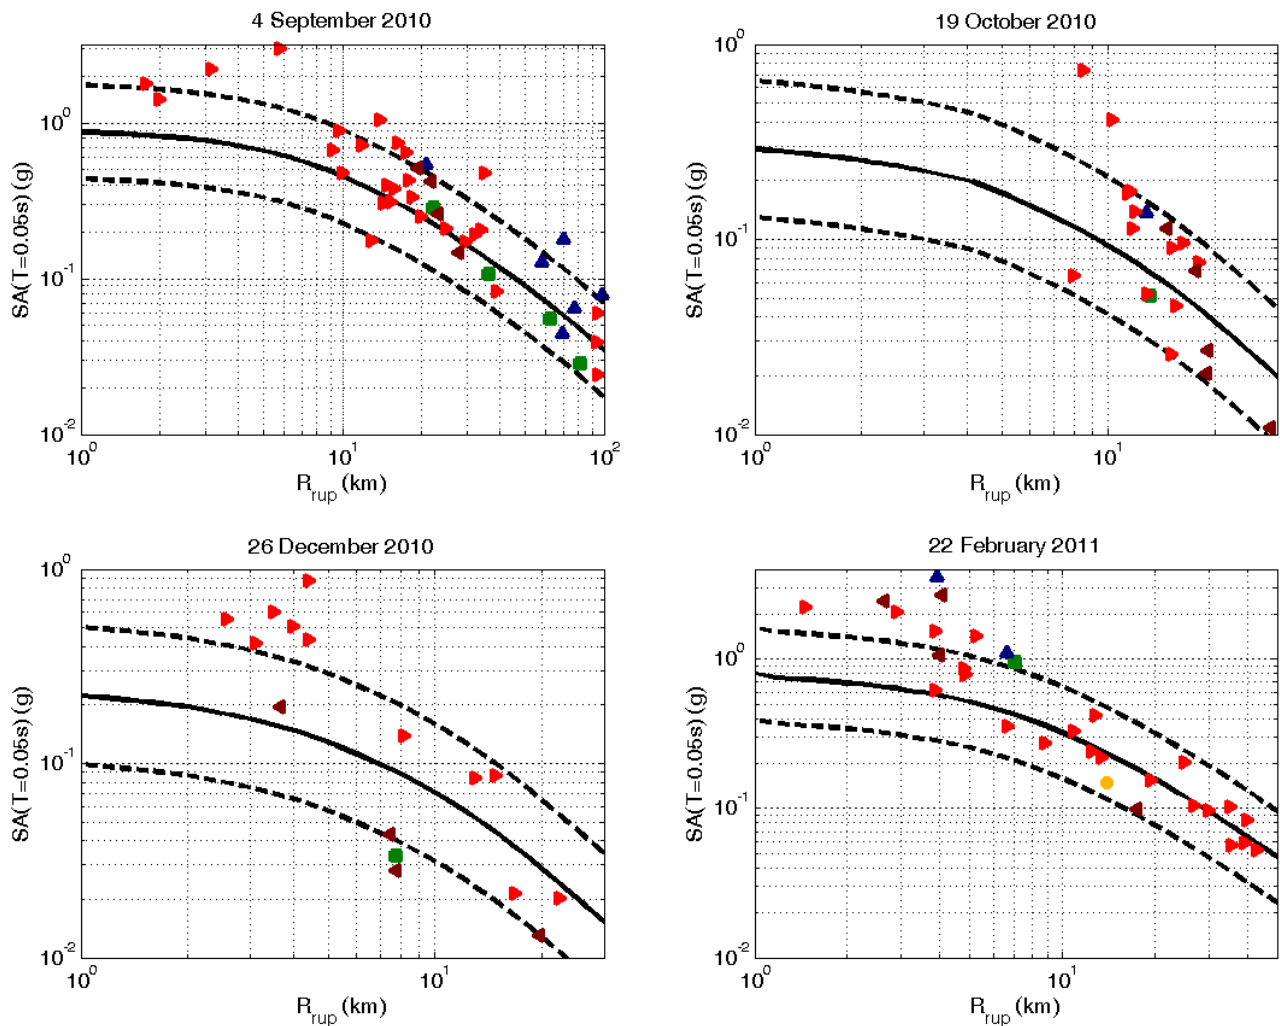 4 September 2010
SA(T=0.05s) (g)
10^0
10^-1
10^-2
10^0
10^1
10^2
R_rup (km)
19 October 2010
SA(T=0.05s) (g)
10^0
10^-1
10^-2
10^0
10^1
R_rup (km)
26 December 2010
SA(T=0.05s) (g)
10^0
10^-1
10^-2
10^0
10^1
R_rup (km)
22 February 2011
SA(T=0.05s) (g)
10^0
10^-1
10^-2
10^0
10^1
R_rup (km)